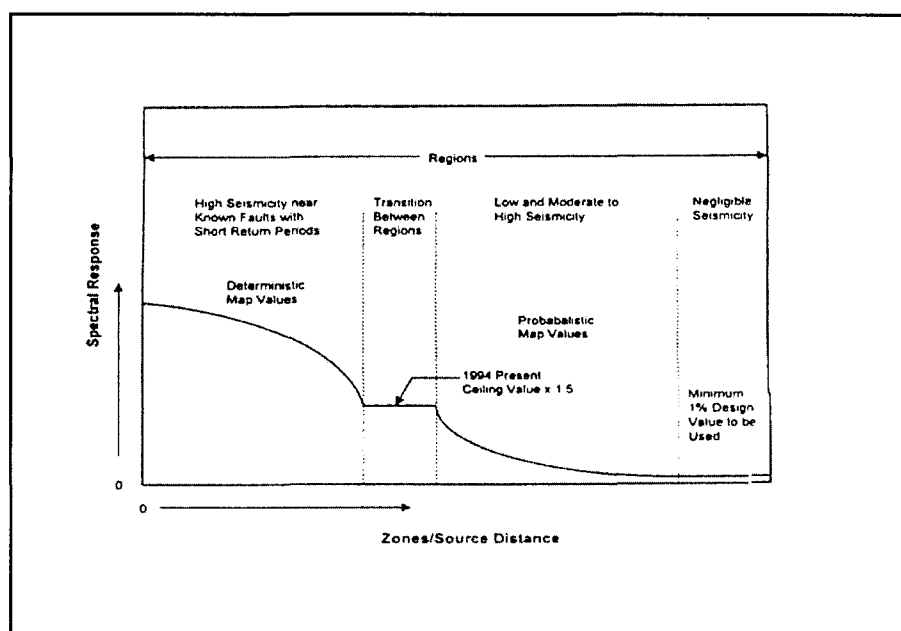 Regions
High Seismicity near
Known Faults with
Short Return Periods
Transition
Between
Regions
Low and Moderate to
High Seismicity
Negligible
Seismicity
Deterministic
Map Values
Probabalistic
Map Values
1994 Present
Ceiling Value x 1.5
Minimum
1% Design
Value to be
Used
Spectral Response
0
0
Zones/Source Distance